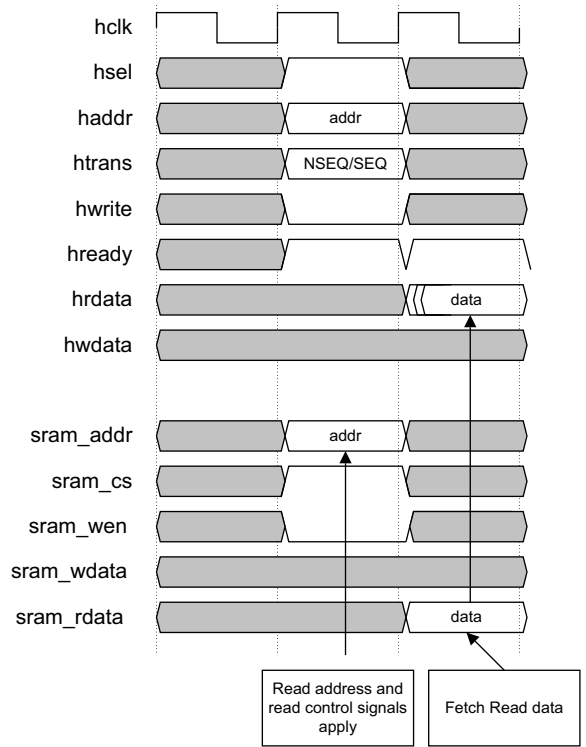 hclk
hsel
haddr
addr
htrans
NSEQ/SEQ
hwrite
hready
hrdata
data
hwdata
sram_addr
addr
sram_cs
sram_wen
sram_wdata
sram_rdata
data
Read address and
read control signals
apply
Fetch Read data